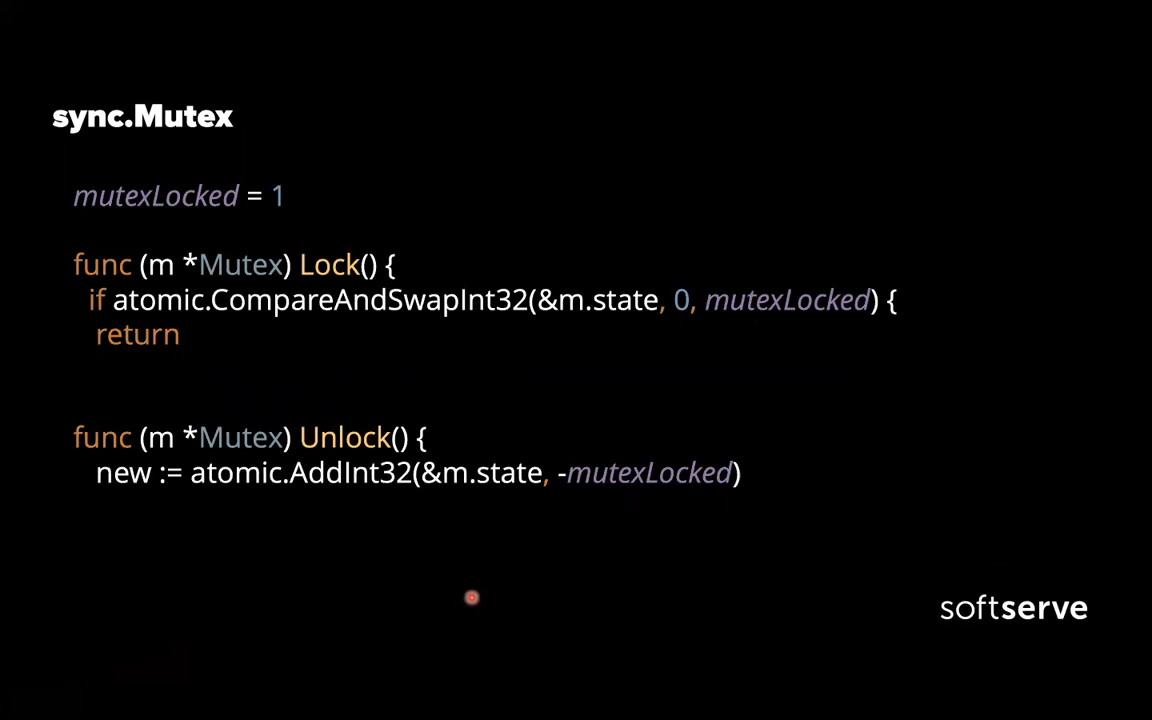 sync.Mutex
mutexLocked = 1
func (m *Mutex) Lock() {
if atomic.CompareAndSwapInt32(&m.state, 0, mutexLocked) {
return
func (m *Mutex) Unlock() {
new := atomic.AddInt32(&m.state, -mutexLocked)
softserve